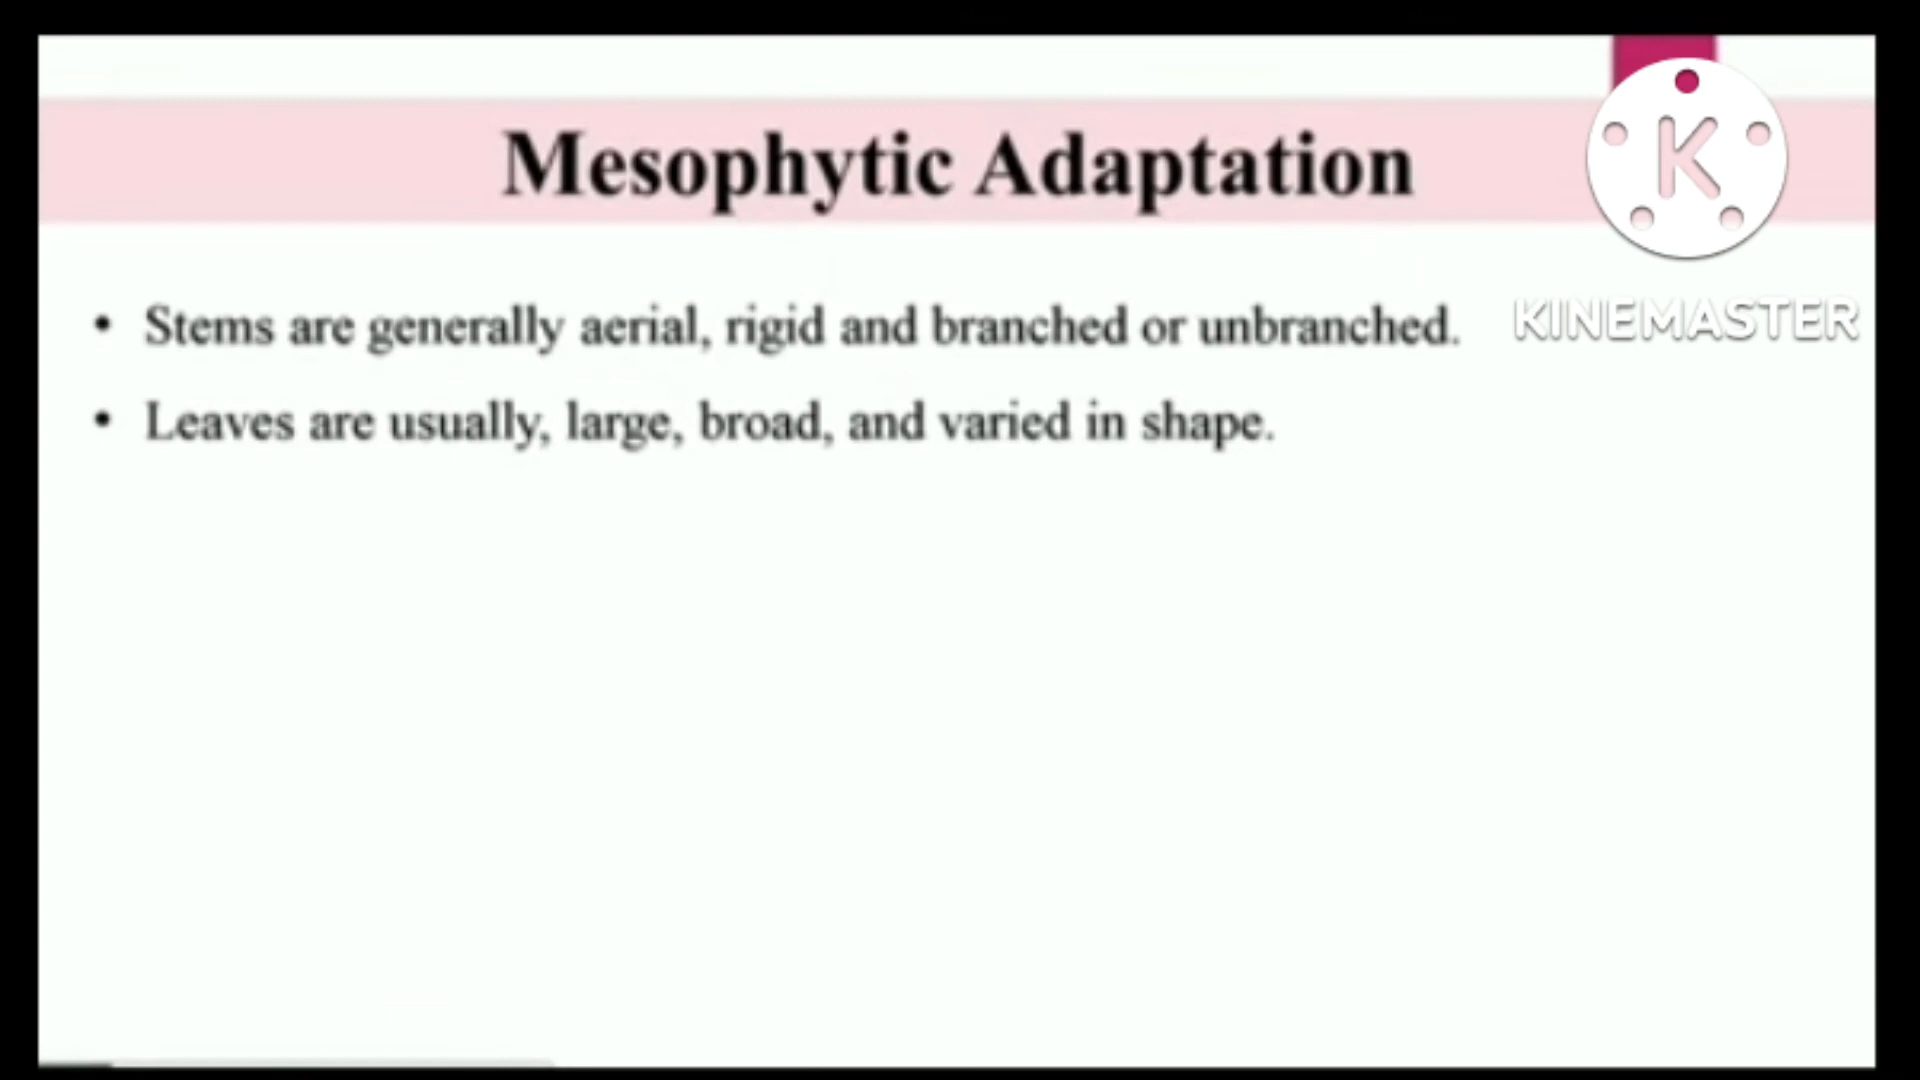 Mesophytic Adaptation
K
KINEMASTER
• Stems are generally aerial, rigid and branched or unbranched.
• Leaves are usually, large, broad, and varied in shape.